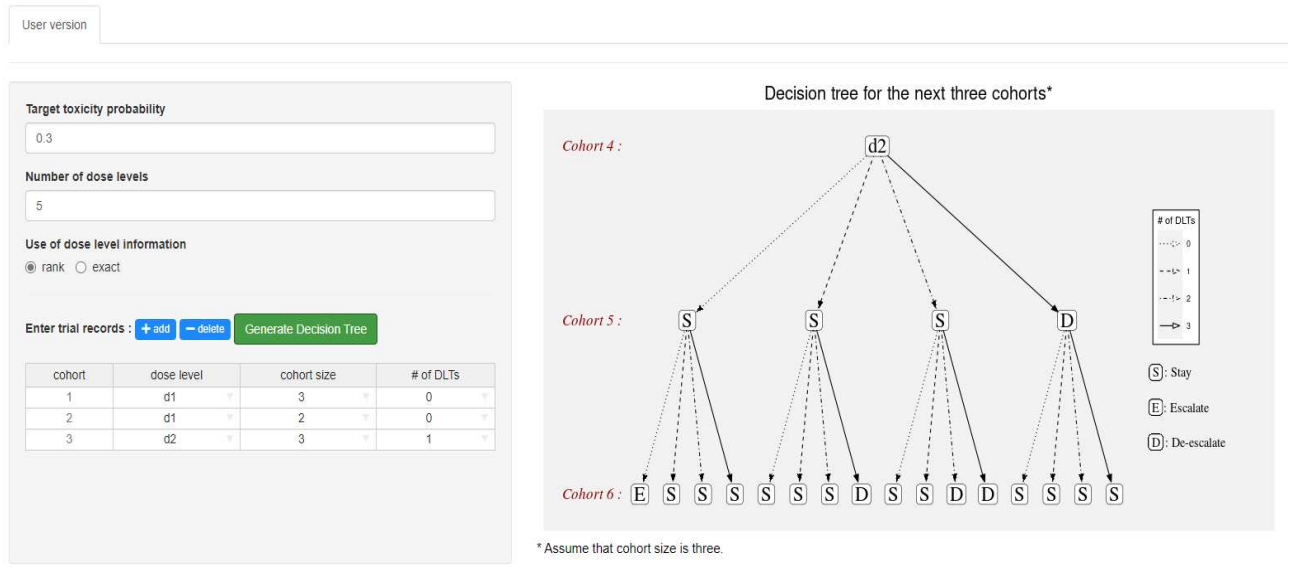 User version
Target toxicity probability
0.3
Number of dose levels
5
Use of dose level information
rank exact
Enter trial records : + add − delete Generate Decision Tree
cohort dose level cohort size # of DLTs
1 d1 3 0
2 d1 2 0
3 d2 3 1
Decision tree for the next three cohorts*
Cohort 4 : d2
Cohort 5 : S S S D
Cohort 6 : E S S S S S S D S S D D S S S S
# of DLTs
0
1
2
3
S : Stay
E : Escalate
D : De-escalate
* Assume that cohort size is three.